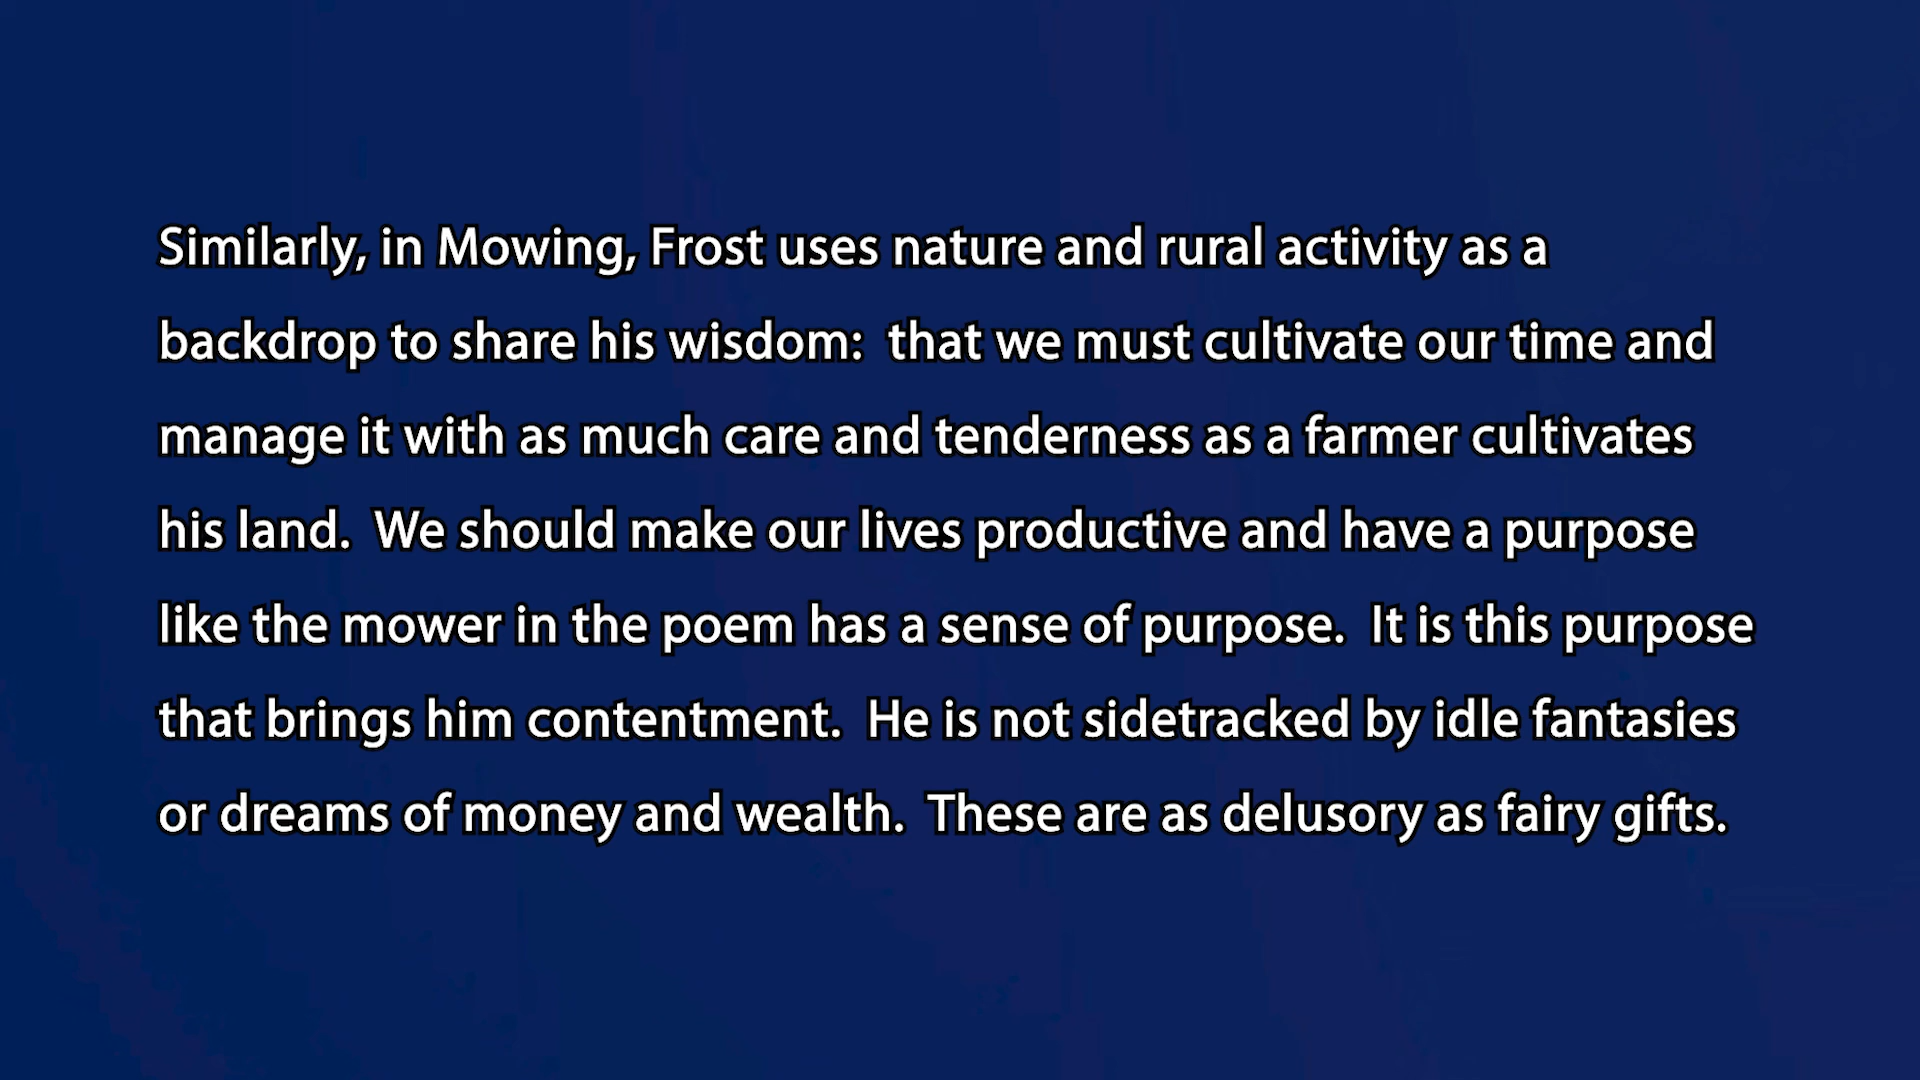 Similarly, in Mowing, Frost uses nature and rural activity as a
backdrop to share his wisdom:  that we must cultivate our time and
manage it with as much care and tenderness as a farmer cultivates
his land.  We should make our lives productive and have a purpose
like the mower in the poem has a sense of purpose.  It is this purpose
that brings him contentment.  He is not sidetracked by idle fantasies
or dreams of money and wealth.  These are as delusory as fairy gifts.